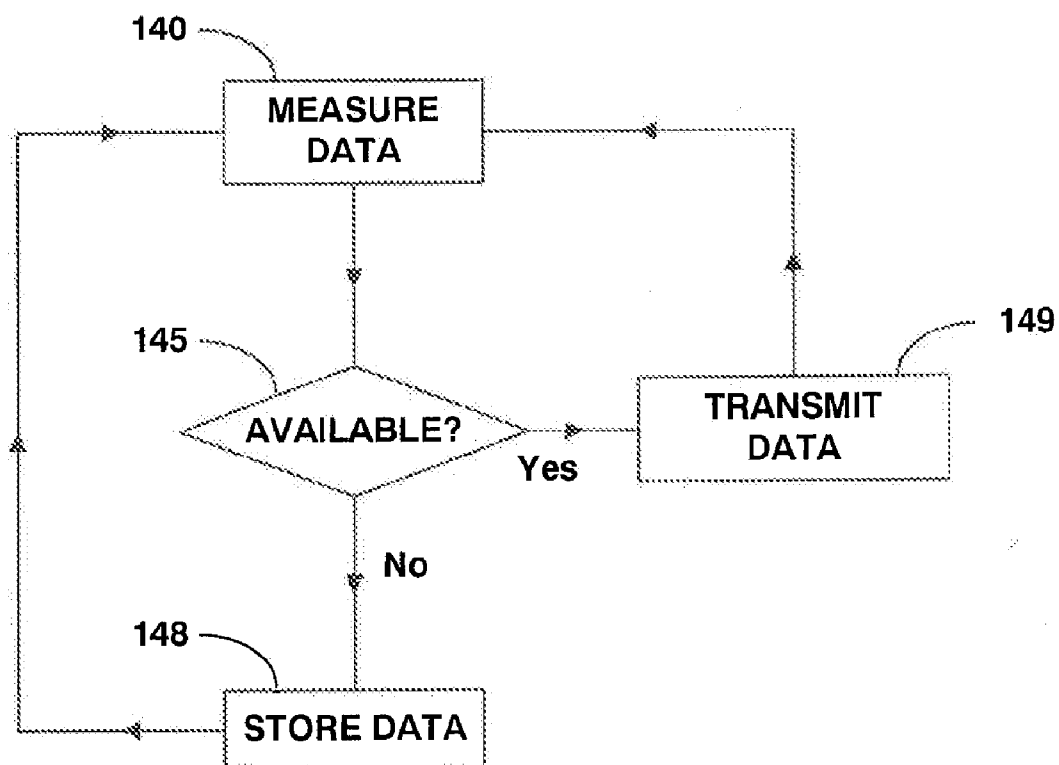 140
MEASURE
DATA
145
AVAILABLE?
Yes
149
TRANSMIT
DATA
No
148
STORE DATA